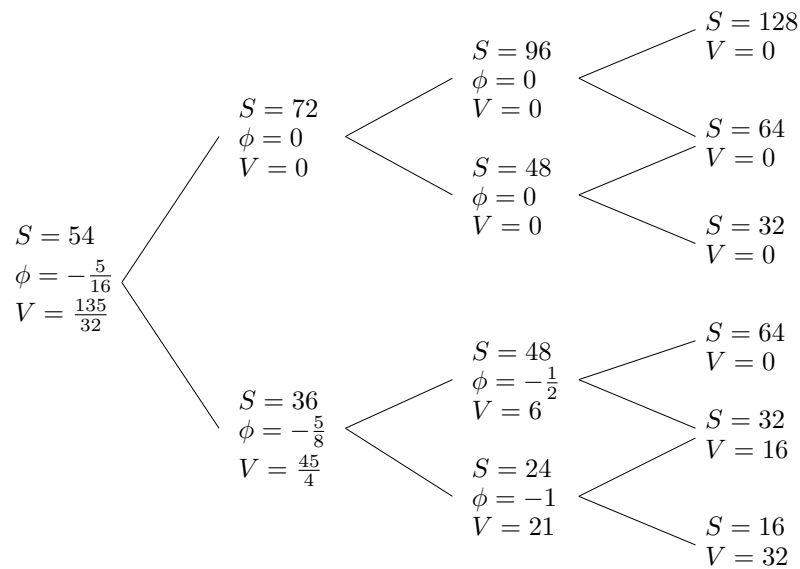 S = 54
ϕ = −5/16
V = 135/32
S = 72
ϕ = 0
V = 0
S = 36
ϕ = −5/8
V = 45/4
S = 96
ϕ = 0
V = 0
S = 48
ϕ = 0
V = 0
S = 48
ϕ = −1/2
V = 6
S = 24
ϕ = −1
V = 21
S = 128
V = 0
S = 64
V = 0
S = 32
V = 0
S = 64
V = 0
S = 32
V = 16
S = 16
V = 32